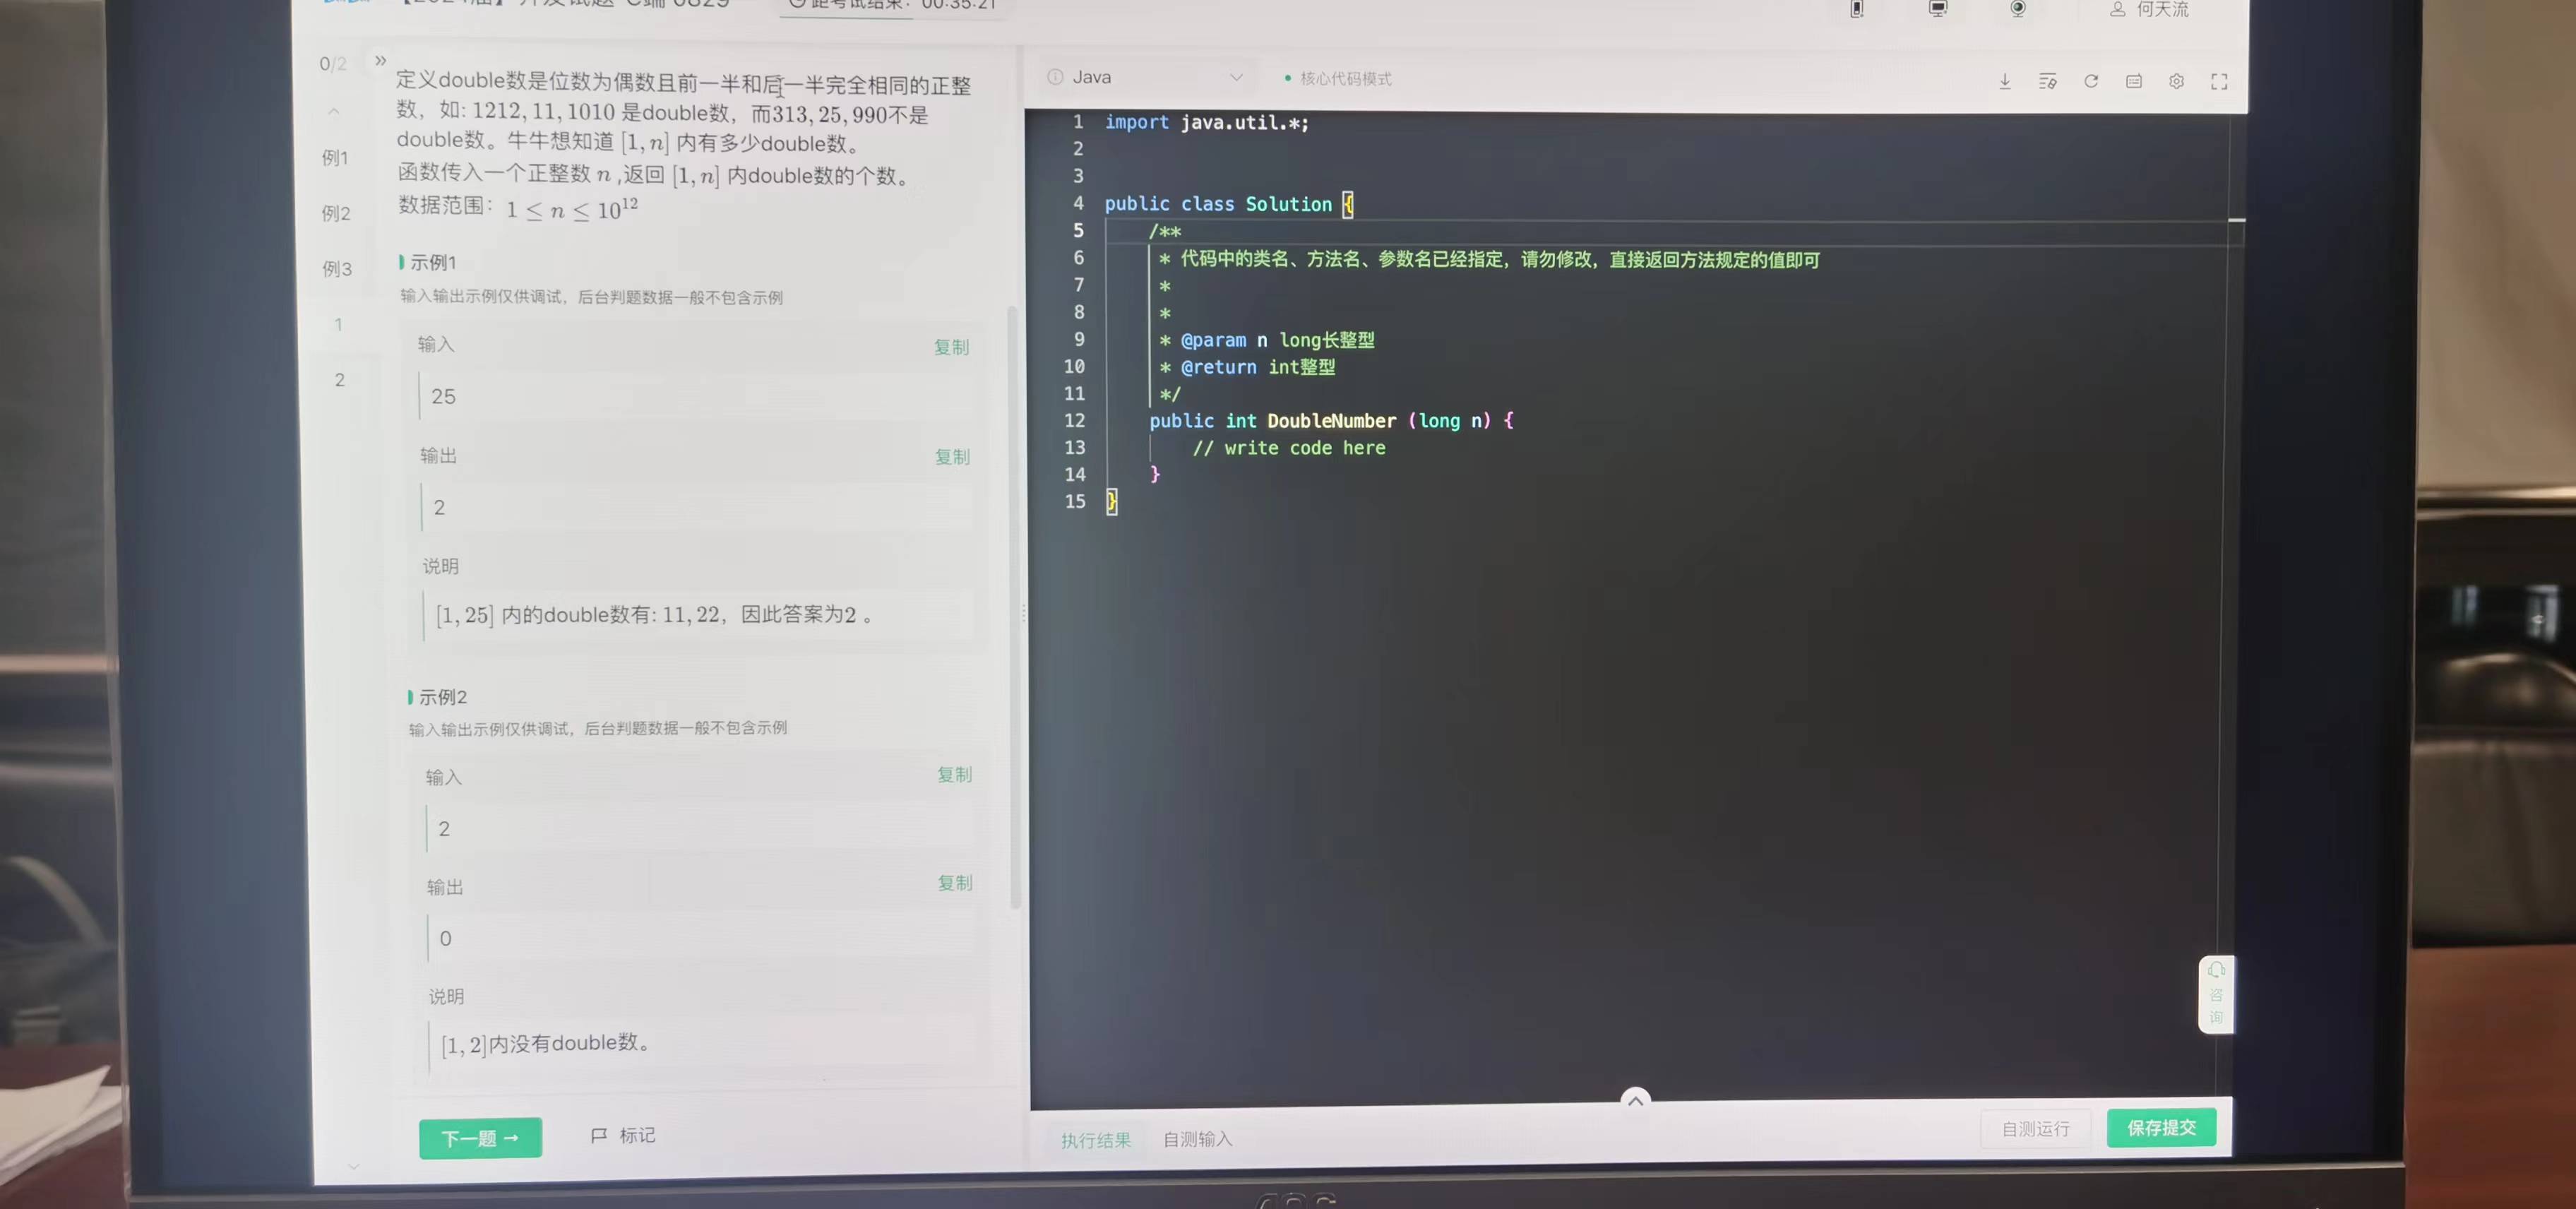 距考试结束：00:35:21
何天流
0/2
»
例1
例2
例3
1
2
定义double数是位数为偶数且前一半和后一半完全相同的正整
数，如: 1212, 11, 1010 是double数，而313, 25, 990不是
double数。牛牛想知道 [1, n] 内有多少double数。
函数传入一个正整数 n ,返回 [1, n] 内double数的个数。
数据范围： 1 ≤ n ≤ 10^12
示例1
输入输出示例仅供调试，后台判题数据一般不包含示例
输入
复制
25
输出
复制
2
说明
[1, 25] 内的double数有: 11, 22，因此答案为2 。
示例2
输入输出示例仅供调试，后台判题数据一般不包含示例
输入
复制
2
输出
复制
0
说明
[1, 2]内没有double数。
下一题 →
标记
Java
核心代码模式
1 import java.util.*;
2
3
4 public class Solution {
5 /**
6 * 代码中的类名、方法名、参数名已经指定，请勿修改，直接返回方法规定的值即可
7 *
8 *
9 * @param n long长整型
10 * @return int整型
11 */
12 public int DoubleNumber (long n) {
13 // write code here
14 }
15 }
咨
询
执行结果
自测输入
自测运行
保存提交